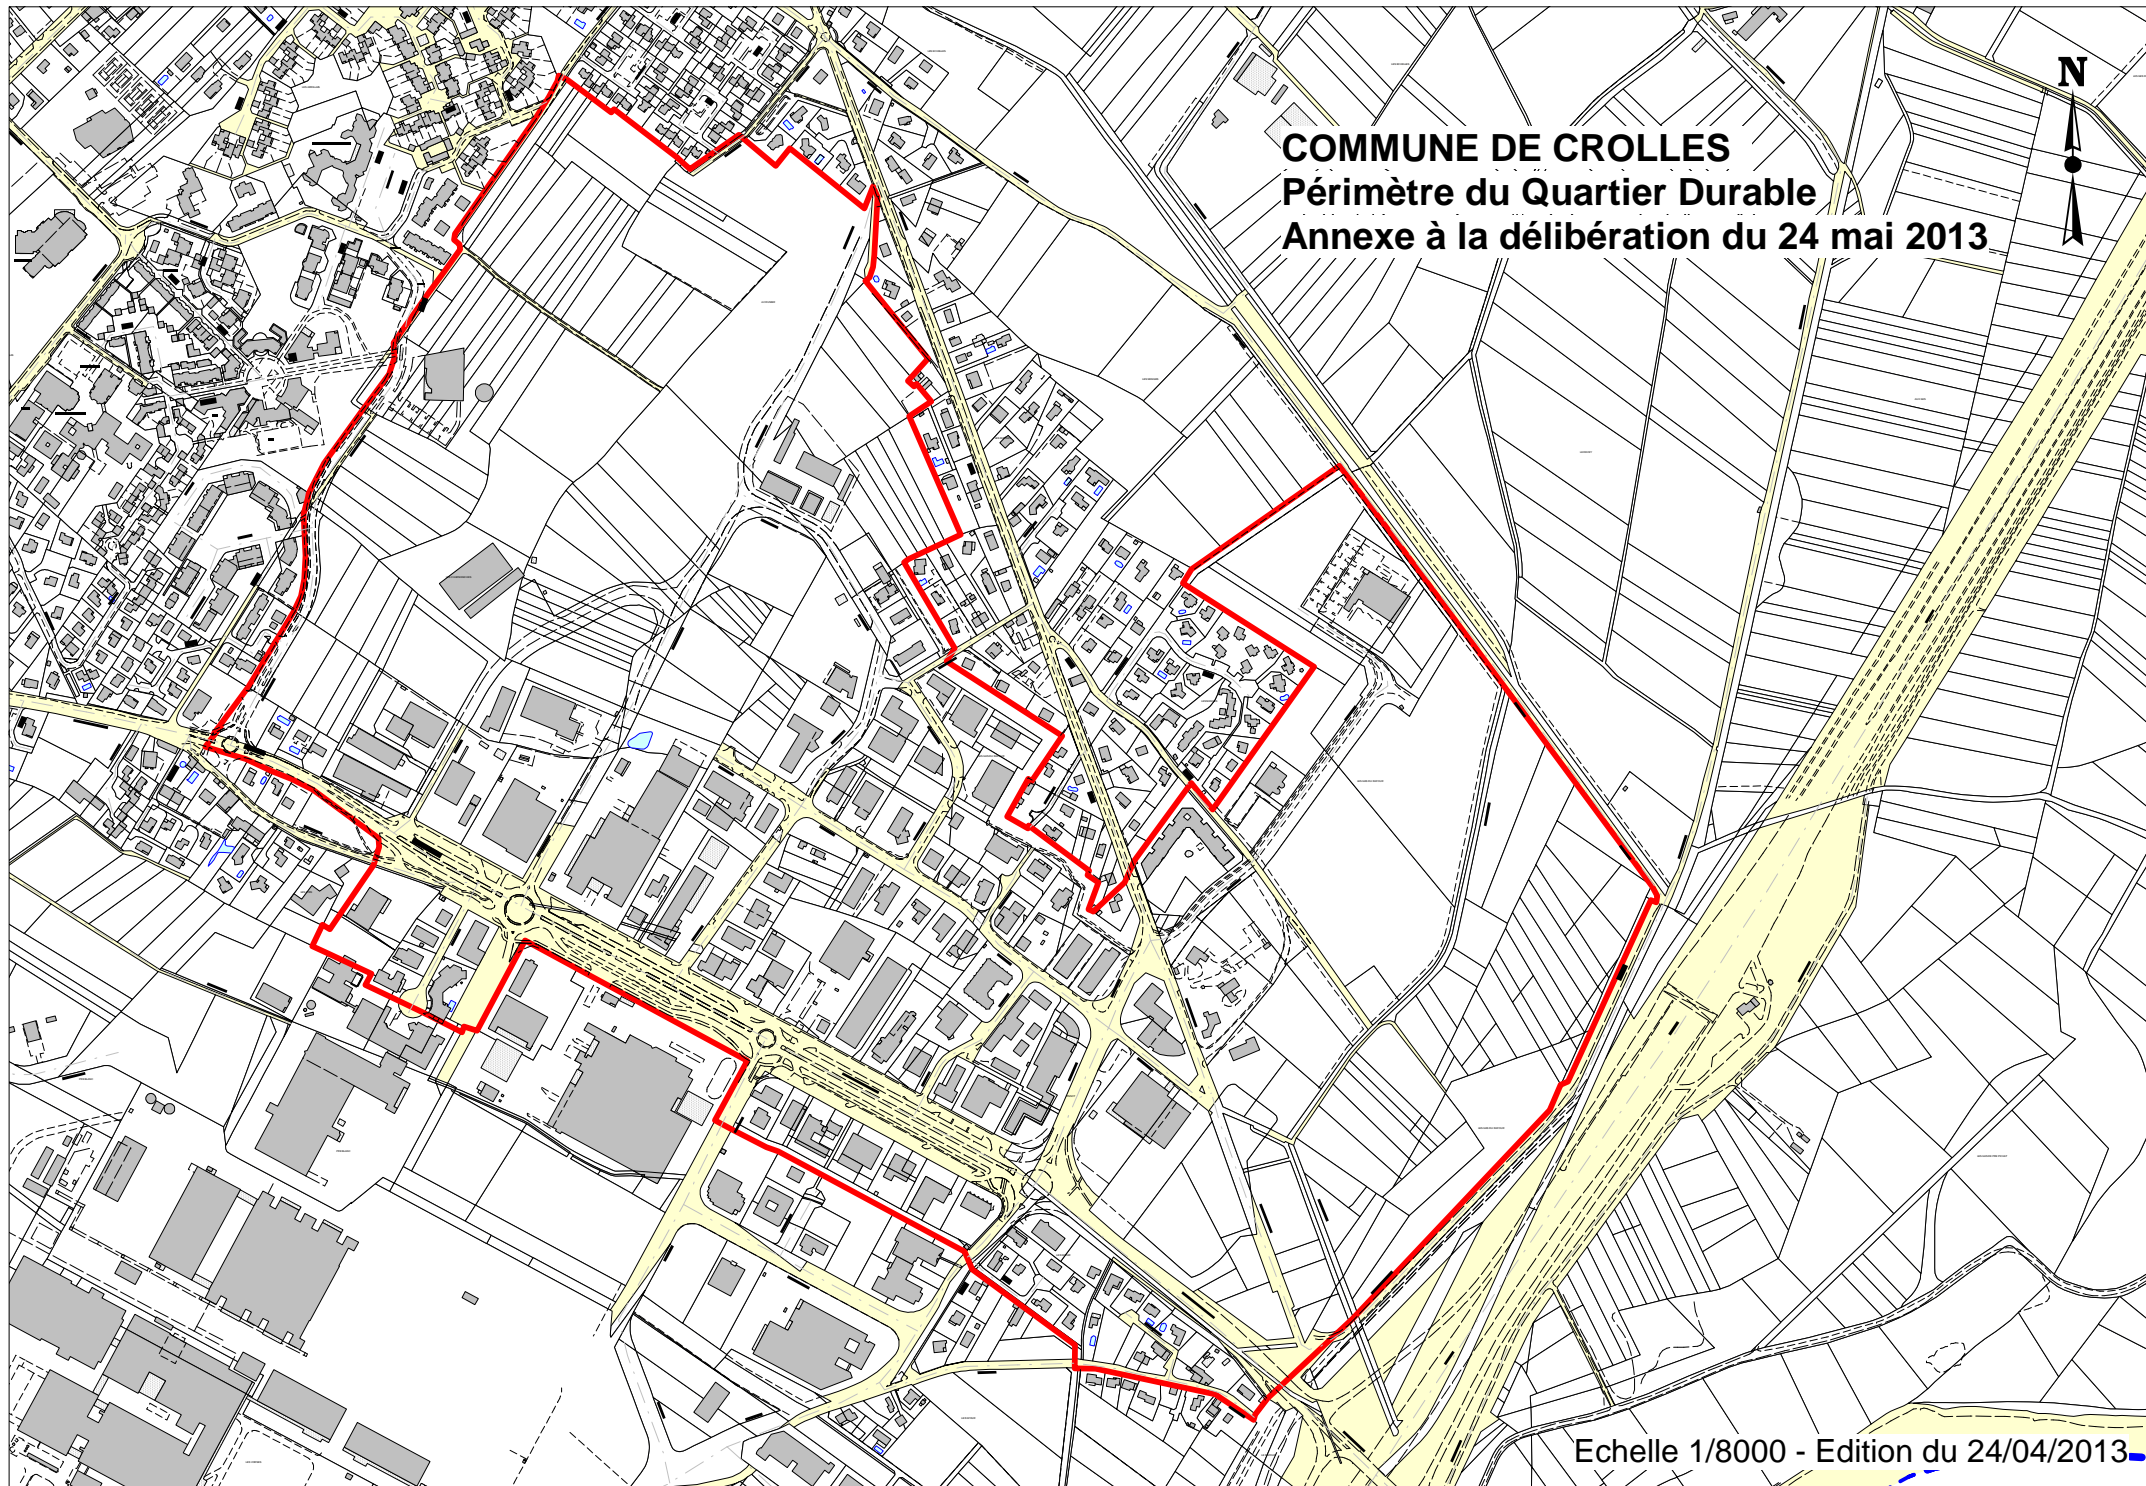 N
COMMUNE DE CROLLES
Périmètre du Quartier Durable
Annexe à la délibération du 24 mai 2013
Echelle 1/8000 - Edition du 24/04/2013